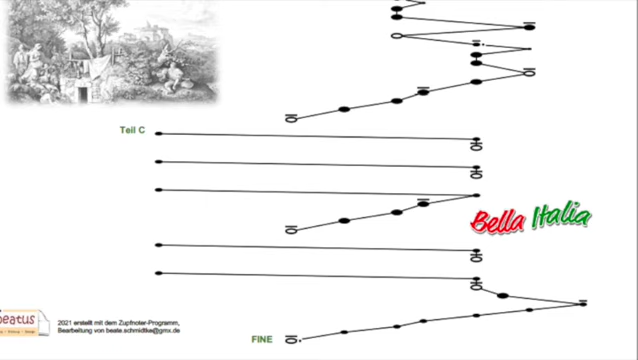 Teil C
Bella Italia
beatus
2021 erstellt mit dem Zupfnoter-Programm,
Bearbeitung von beate.schmidtke@gmx.de
FINE